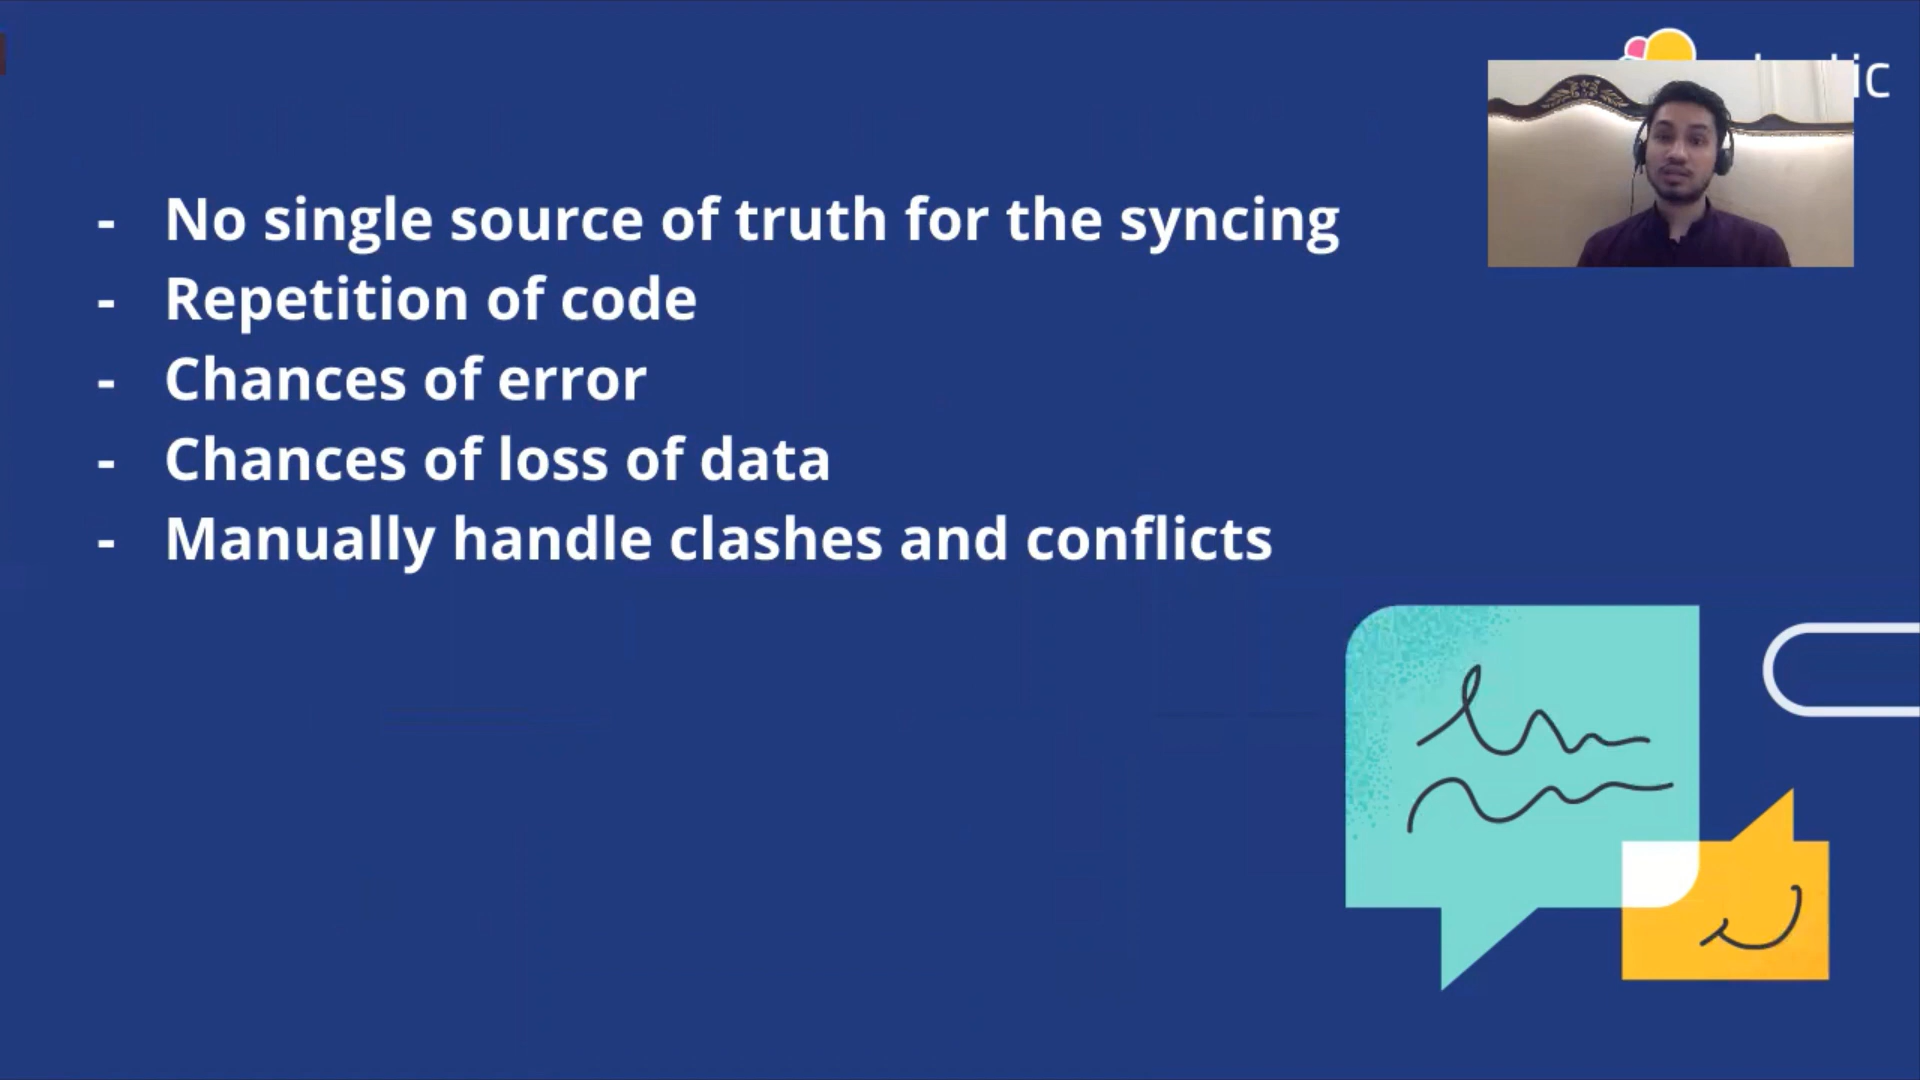 - No single source of truth for the syncing
- Repetition of code
- Chances of error
- Chances of loss of data
- Manually handle clashes and conflicts